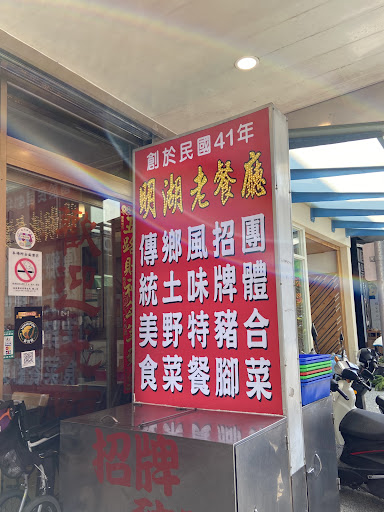 創於民國41年
明湖老餐廳
傳統美食
鄉土野菜
風味特餐
招牌豬腳
團體合菜
招牌